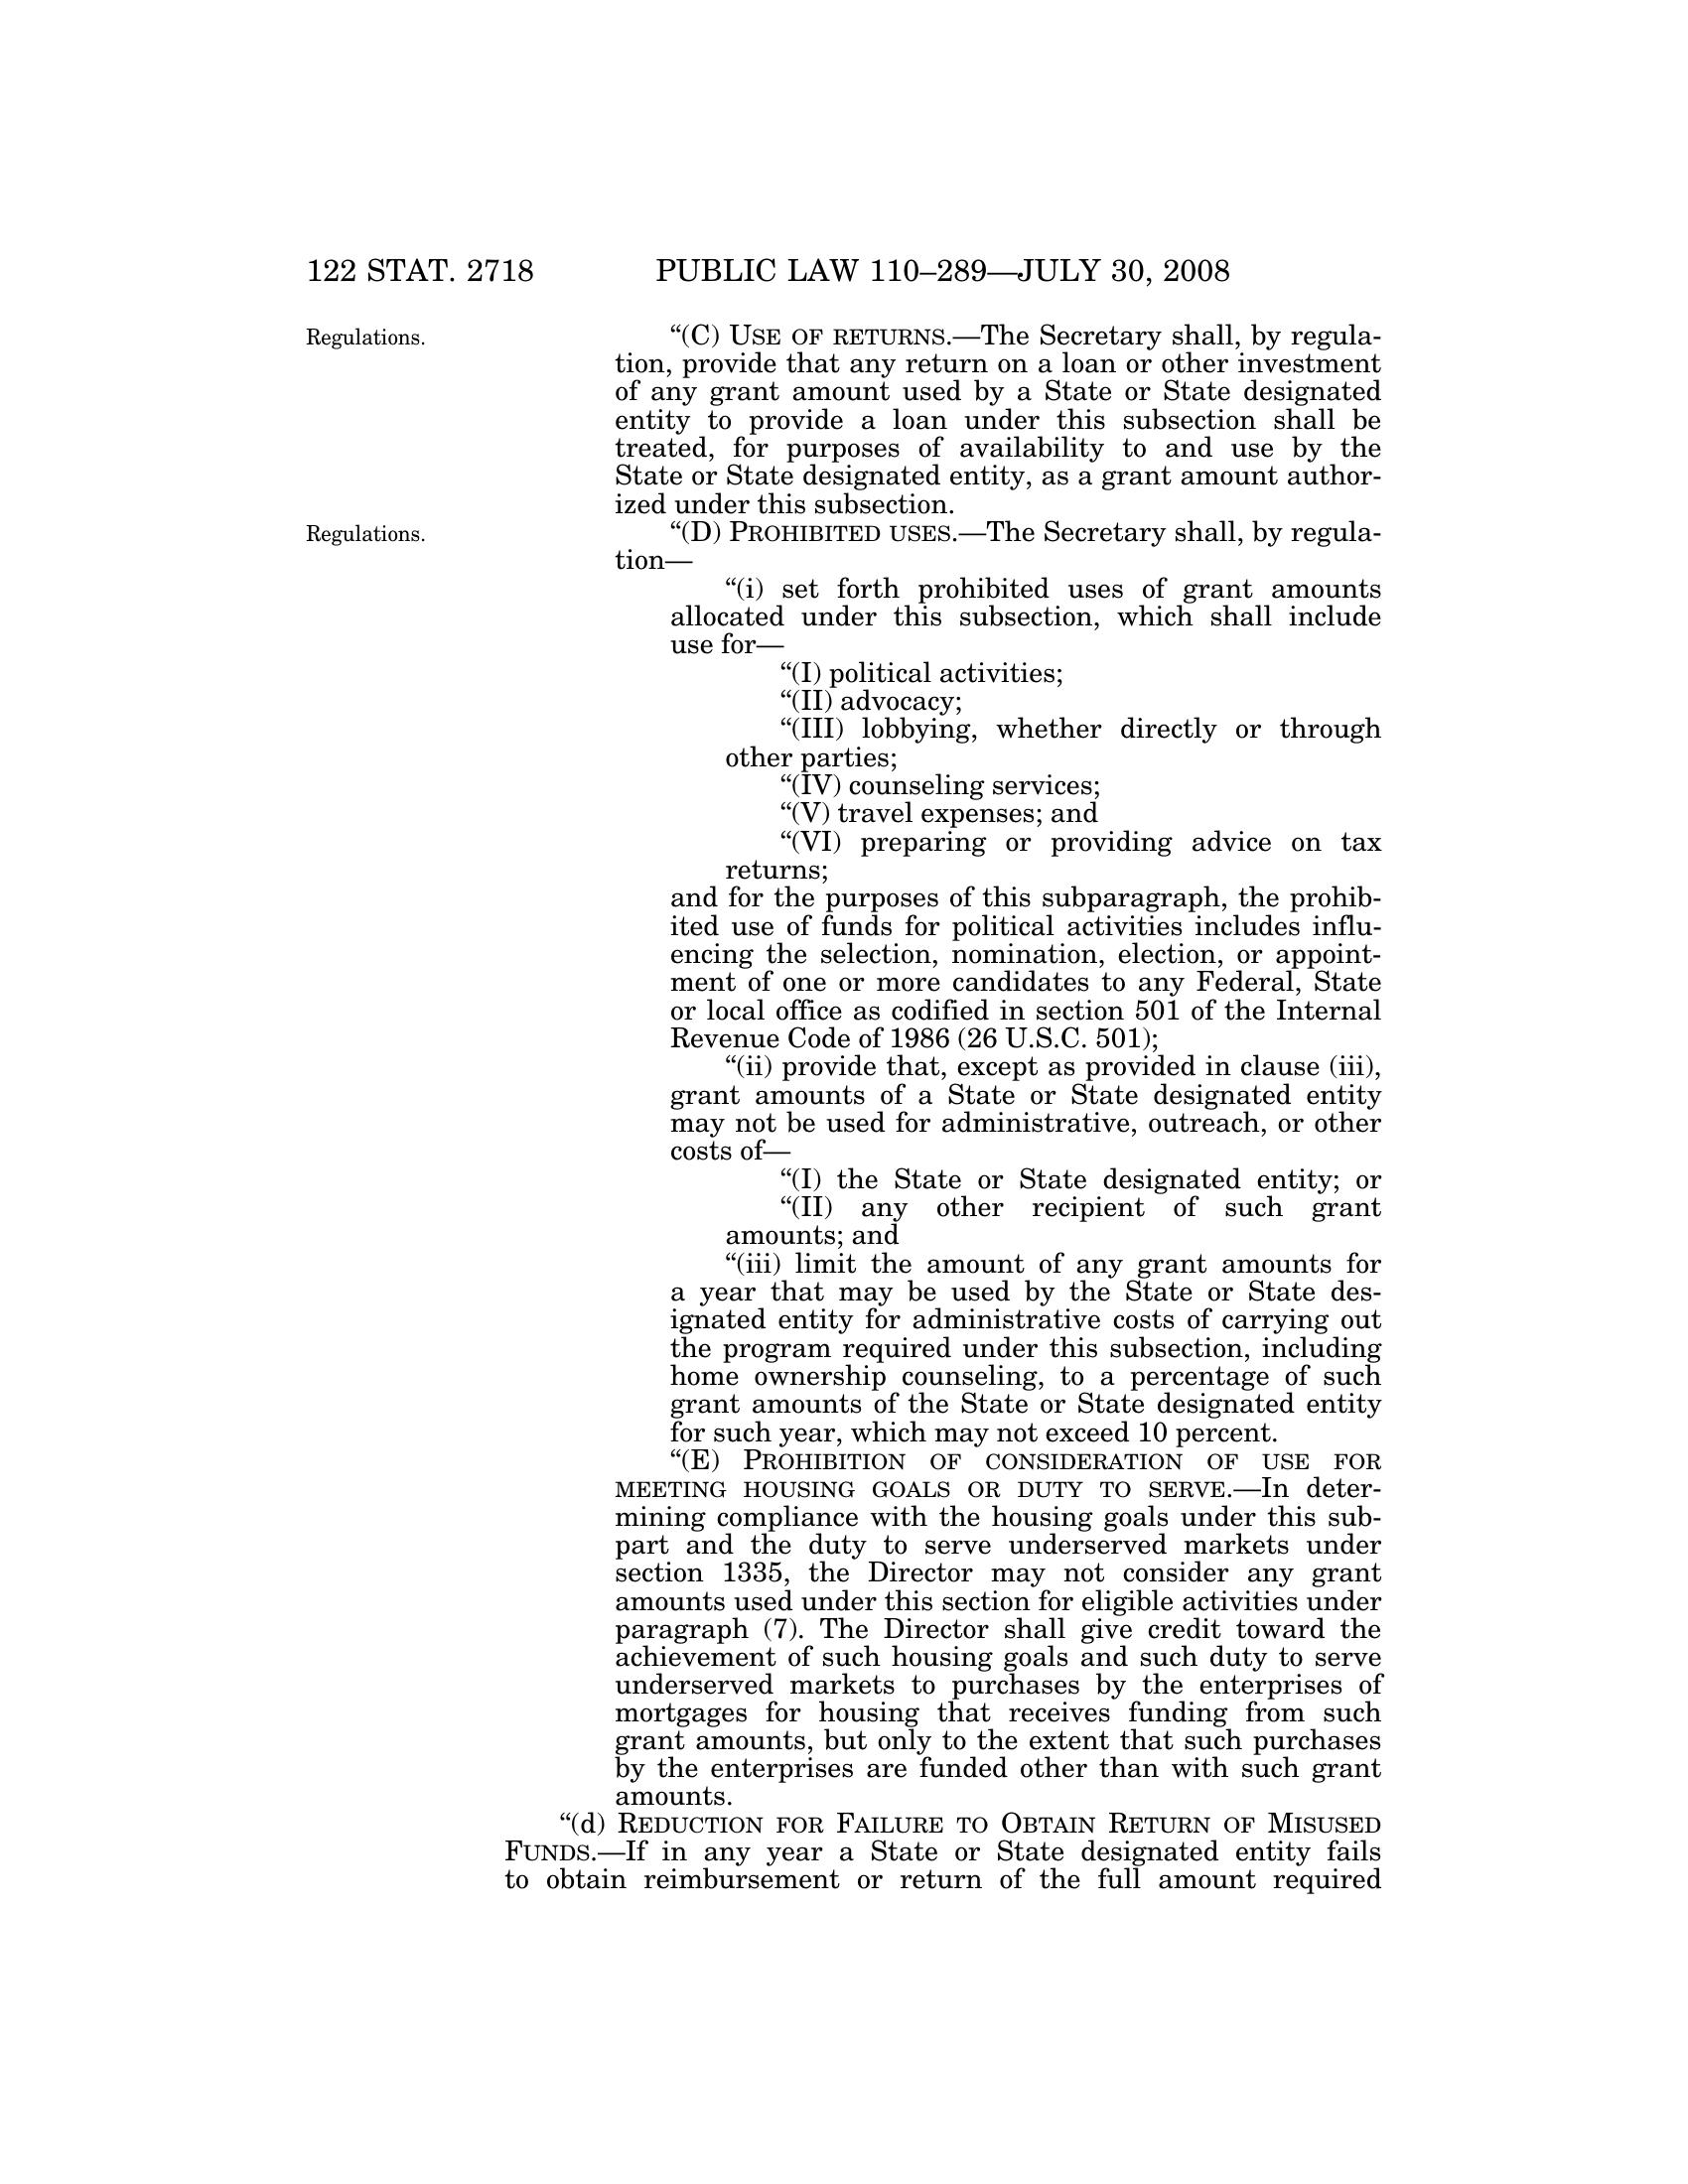 122 STAT. 2718 PUBLIC LAW 110–289—JULY 30, 2008
Regulations.
“(C) USE OF RETURNS.—The Secretary shall, by regula-
tion, provide that any return on a loan or other investment
of any grant amount used by a State or State designated
entity to provide a loan under this subsection shall be
treated, for purposes of availability to and use by the
State or State designated entity, as a grant amount author-
ized under this subsection.
Regulations.
“(D) PROHIBITED USES.—The Secretary shall, by regula-
tion—
“(i) set forth prohibited uses of grant amounts
allocated under this subsection, which shall include
use for—
“(I) political activities;
“(II) advocacy;
“(III) lobbying, whether directly or through
other parties;
“(IV) counseling services;
“(V) travel expenses; and
“(VI) preparing or providing advice on tax
returns;
and for the purposes of this subparagraph, the prohib-
ited use of funds for political activities includes influ-
encing the selection, nomination, election, or appoint-
ment of one or more candidates to any Federal, State
or local office as codified in section 501 of the Internal
Revenue Code of 1986 (26 U.S.C. 501);
“(ii) provide that, except as provided in clause (iii),
grant amounts of a State or State designated entity
may not be used for administrative, outreach, or other
costs of—
“(I) the State or State designated entity; or
“(II) any other recipient of such grant
amounts; and
“(iii) limit the amount of any grant amounts for
a year that may be used by the State or State des-
ignated entity for administrative costs of carrying out
the program required under this subsection, including
home ownership counseling, to a percentage of such
grant amounts of the State or State designated entity
for such year, which may not exceed 10 percent.
“(E) PROHIBITION OF CONSIDERATION OF USE FOR
MEETING HOUSING GOALS OR DUTY TO SERVE.—In deter-
mining compliance with the housing goals under this sub-
part and the duty to serve underserved markets under
section 1335, the Director may not consider any grant
amounts used under this section for eligible activities under
paragraph (7). The Director shall give credit toward the
achievement of such housing goals and such duty to serve
underserved markets to purchases by the enterprises of
mortgages for housing that receives funding from such
grant amounts, but only to the extent that such purchases
by the enterprises are funded other than with such grant
amounts.
“(d) REDUCTION FOR FAILURE TO OBTAIN RETURN OF MISUSED
FUNDS.—If in any year a State or State designated entity fails
to obtain reimbursement or return of the full amount required